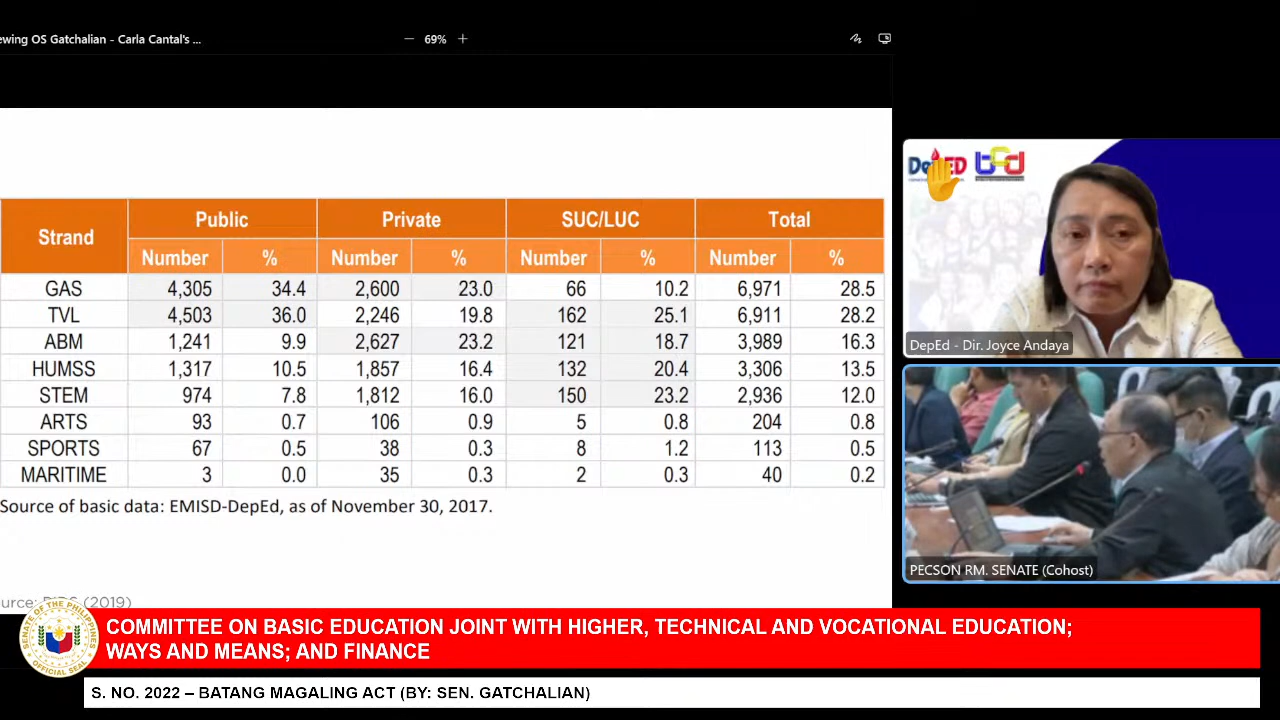 ewing OS Gatchalian - Carla Cantal's ...
69%
Strand Public Private SUC/LUC Total
Number % Number % Number % Number %
GAS 4,305 34.4 2,600 23.0 66 10.2 6,971 28.5
TVL 4,503 36.0 2,246 19.8 162 25.1 6,911 28.2
ABM 1,241 9.9 2,627 23.2 121 18.7 3,989 16.3
HUMSS 1,317 10.5 1,857 16.4 132 20.4 3,306 13.5
STEM 974 7.8 1,812 16.0 150 23.2 2,936 12.0
ARTS 93 0.7 106 0.9 5 0.8 204 0.8
SPORTS 67 0.5 38 0.3 8 1.2 113 0.5
MARITIME 3 0.0 35 0.3 2 0.3 40 0.2
Source of basic data: EMISD-DepEd, as of November 30, 2017.
(2019)
DepED
DepEd - Dir. Joyce Andaya
PECSON RM. SENATE (Cohost)
SENATE OF THE PHILIPPINES
OFFICIAL SEAL
COMMITTEE ON BASIC EDUCATION JOINT WITH HIGHER, TECHNICAL AND VOCATIONAL EDUCATION;
WAYS AND MEANS; AND FINANCE
S. NO. 2022 – BATANG MAGALING ACT (BY: SEN. GATCHALIAN)